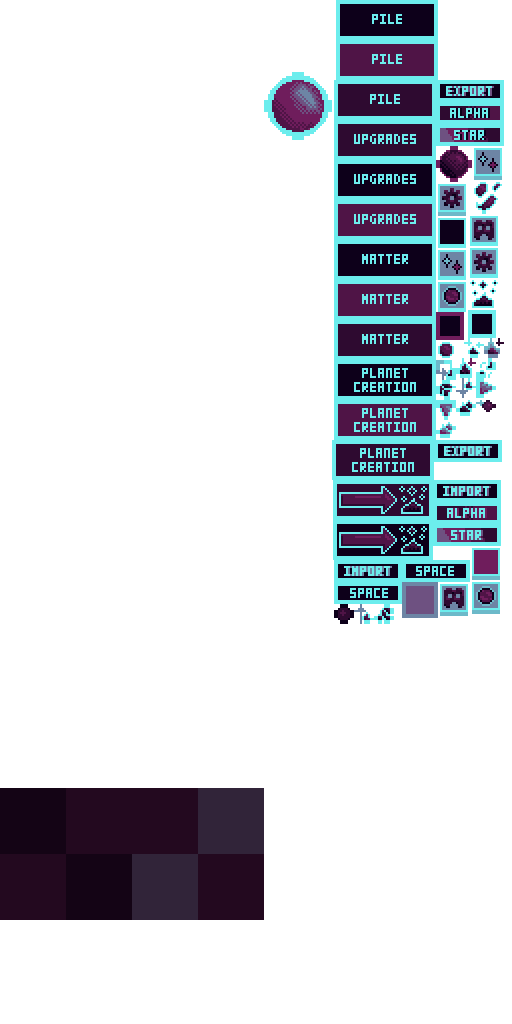 PILE
PILE
PILE
EXPORT
ALPHA
STAR
UPGRADES
UPGRADES
UPGRADES
MATTER
MATTER
MATTER
PLANET
CREATION
PLANET
CREATION
PLANET
CREATION
EXPORT
IMPORT
ALPHA
STAR
IMPORT
SPACE
SPACE